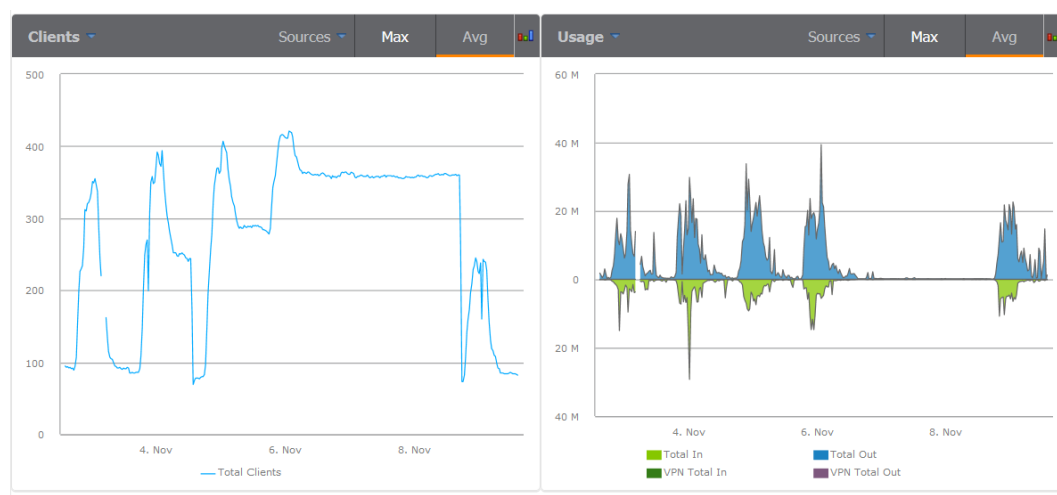 Clients Sources Max Avg
500
400
300
200
100
0
4. Nov 6. Nov 8. Nov
Total Clients
Usage Sources Max Avg
60 M
40 M
20 M
0
20 M
40 M
4. Nov 6. Nov 8. Nov
Total In Total Out
VPN Total In VPN Total Out